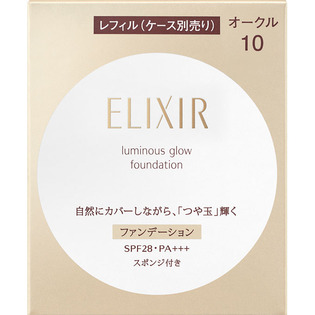 レフィル（ケース別売り）
オークル
10
ELIXIR
luminous glow
foundation
自然にカバーしながら、「つや玉」輝く
ファンデーション
SPF28・PA+++
スポンジ付き